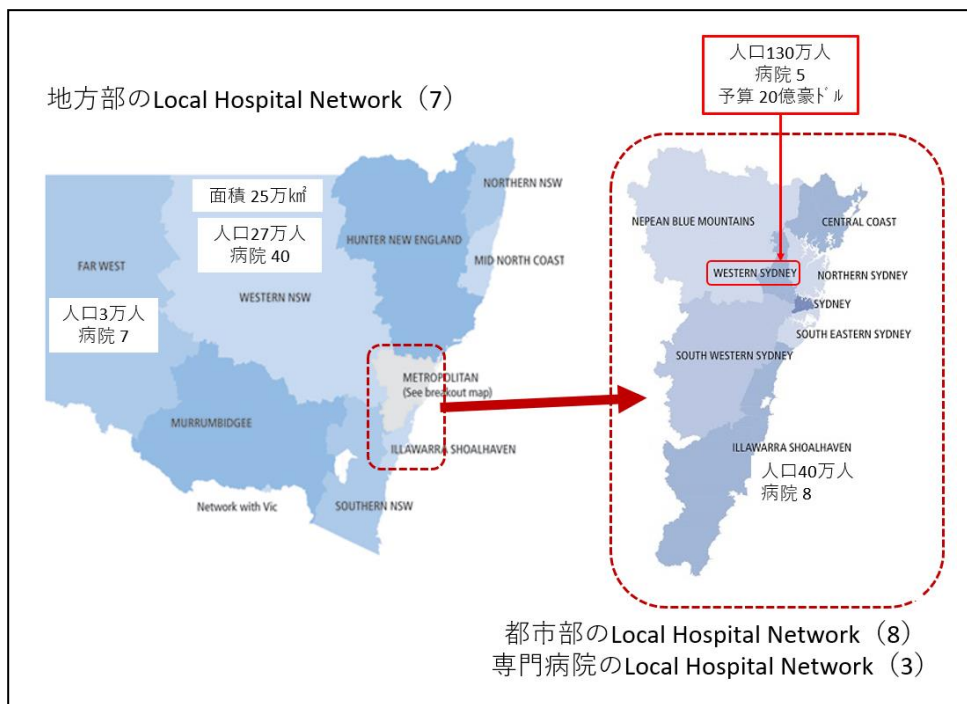 人口130万人
病院 5
予算 20億豪ﾄﾞﾙ
地方部のLocal Hospital Network（7）
面積 25万㎢
人口27万人
病院 40
FAR WEST
人口3万人
病院 7
WESTERN NSW
HUNTER NEW ENGLAND
NORTHERN NSW
MID NORTH COAST
METROPOLITAN
(See breakout map)
MURRUMBIDGEE
ILLAWARRA SHOALHAVEN
Network with Vic
SOUTHERN NSW
NEPEAN BLUE MOUNTAINS
CENTRAL COAST
WESTERN SYDNEY
NORTHERN SYDNEY
SYDNEY
SOUTH EASTERN SYDNEY
SOUTH WESTERN SYDNEY
ILLAWARRA SHOALHAVEN
人口40万人
病院 8
都市部のLocal Hospital Network（8）
専門病院のLocal Hospital Network（3）